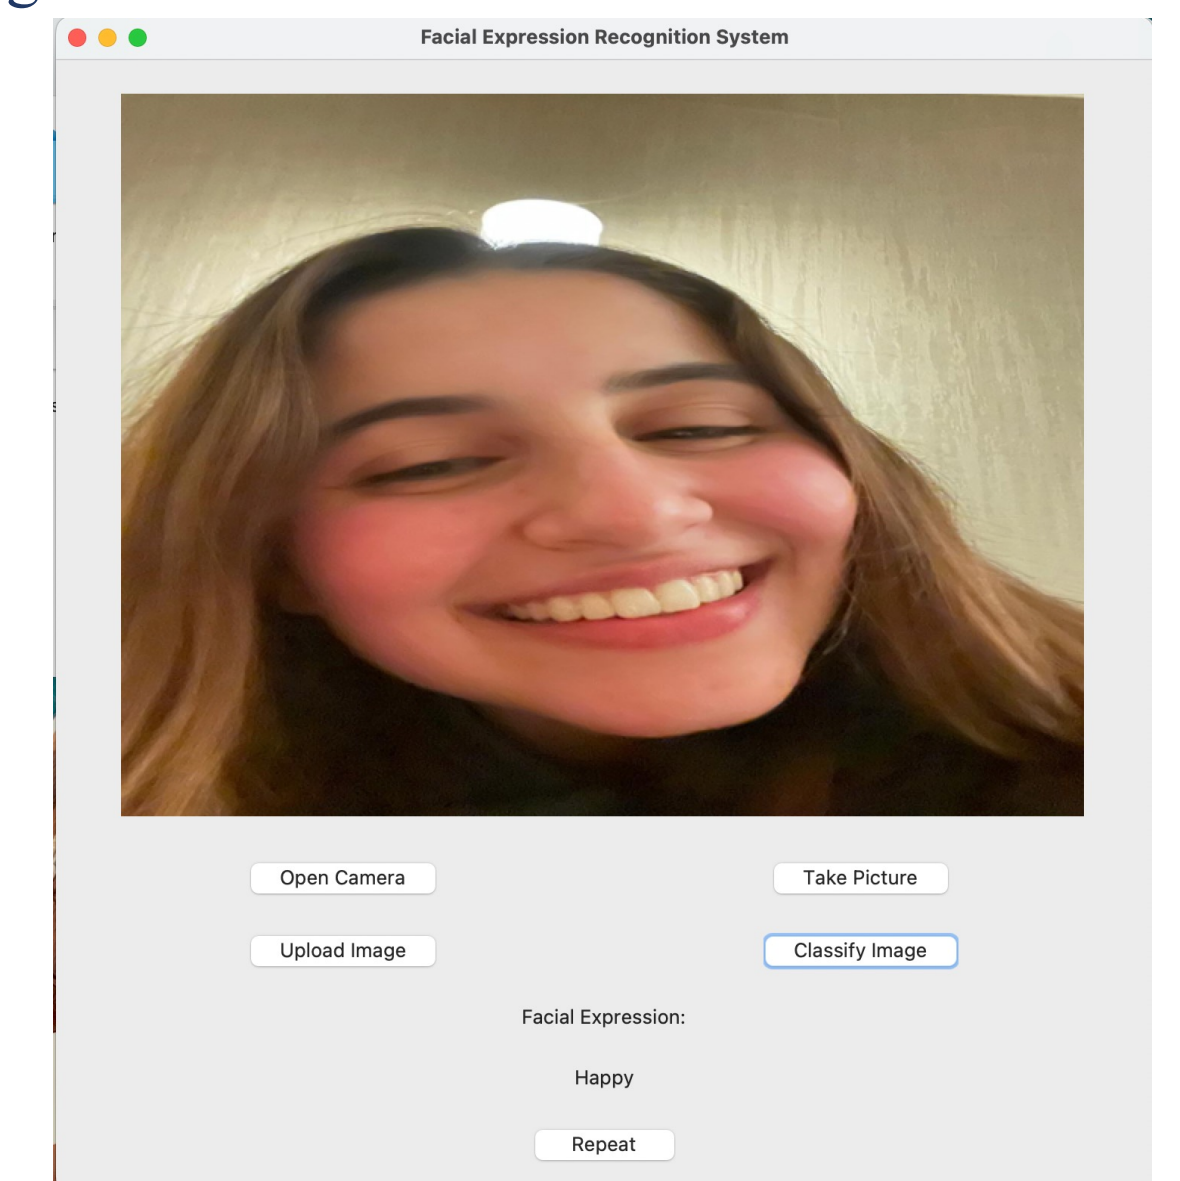 Facial Expression Recognition System
Open Camera
Take Picture
Upload Image
Classify Image
Facial Expression:
Happy
Repeat